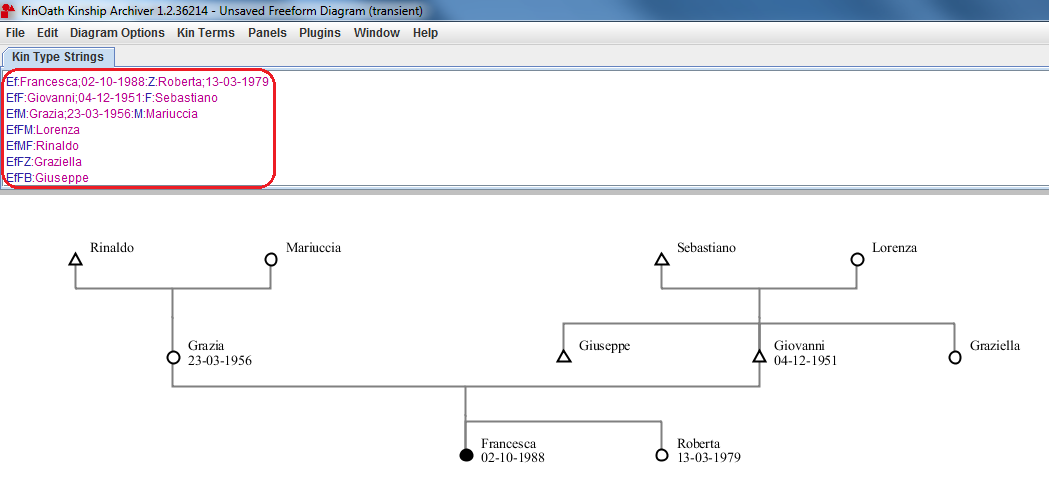 KinOath Kinship Archiver 1.2.36214 - Unsaved Freeform Diagram (transient)
File Edit Diagram Options Kin Terms Panels Plugins Window Help
Kin Type Strings
Ef:Francesca;02-10-1988:Z:Roberta;13-03-1979
EfF:Giovanni;04-12-1951:F:Sebastiano
EfM:Grazia;23-03-1956:M:Mariuccia
EfFM:Lorenza
EfMF:Rinaldo
EfFZ:Graziella
EfFB:Giuseppe
Rinaldo Mariuccia Sebastiano Lorenza
Grazia Giuseppe Giovanni Graziella
23-03-1956 04-12-1951
Francesca Roberta
02-10-1988 13-03-1979